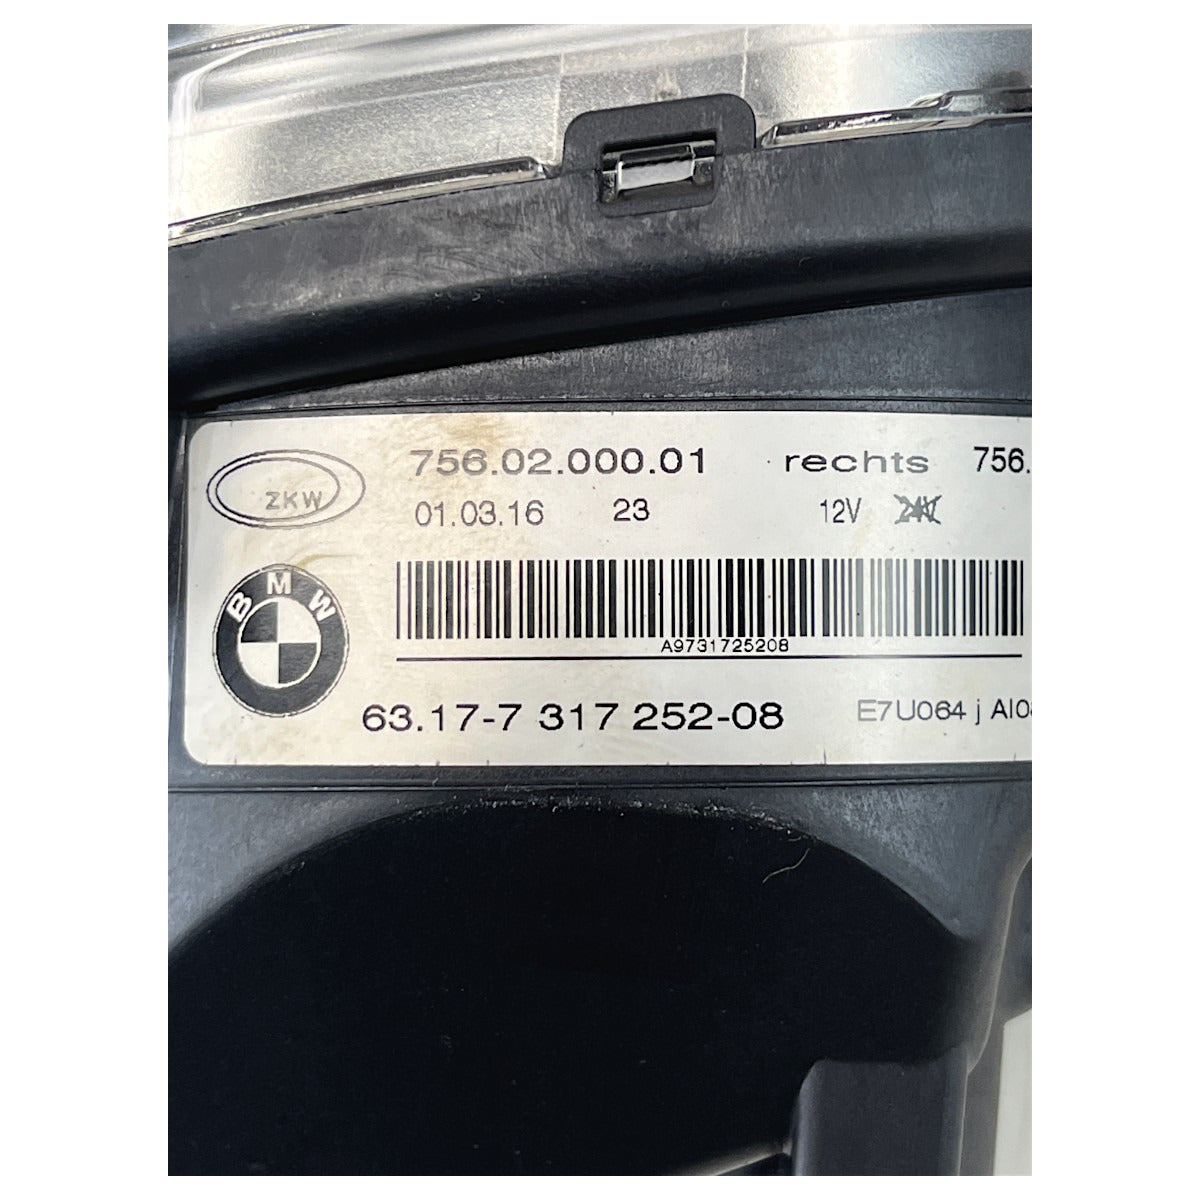 756.02.000.01 rechts 756.
ZKW
01.03.16 23 12V
BMW
A9731725208
63.17-7 317 252-08 E7U064 j AI08